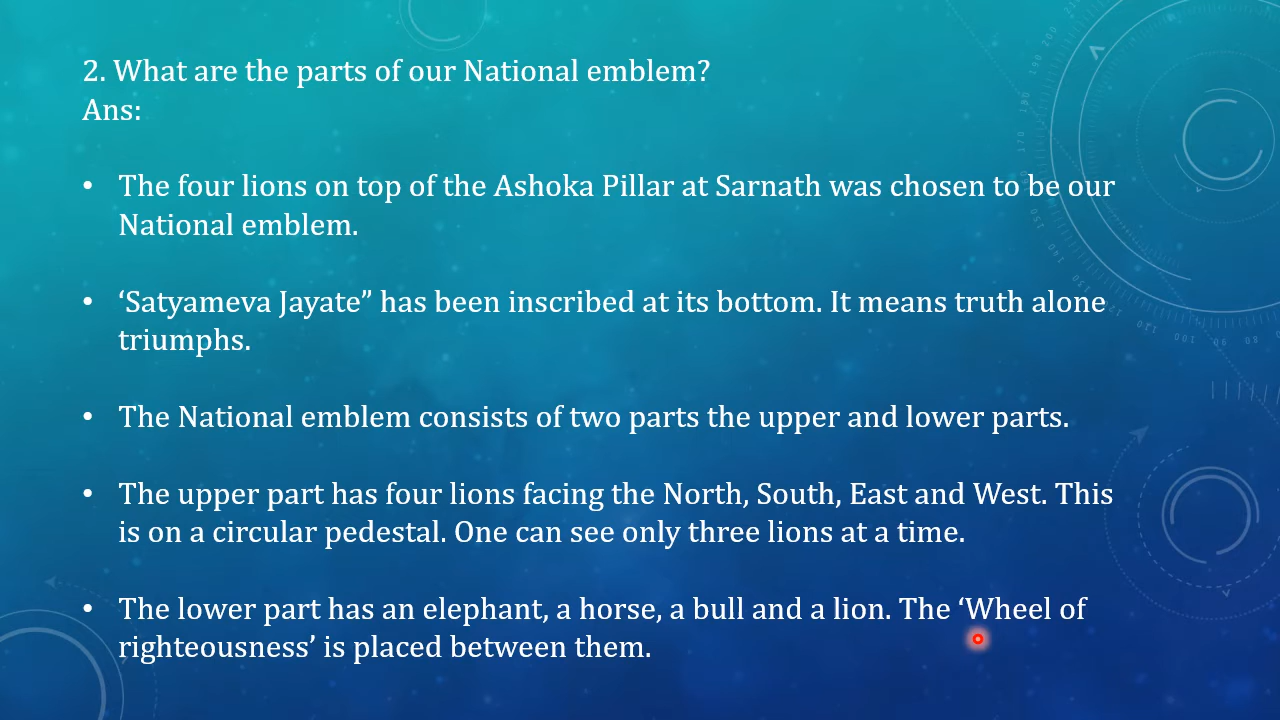 2. What are the parts of our National emblem?
Ans:
• The four lions on top of the Ashoka Pillar at Sarnath was chosen to be our
National emblem.
• ‘Satyameva Jayate” has been inscribed at its bottom. It means truth alone
triumphs.
• The National emblem consists of two parts the upper and lower parts.
• The upper part has four lions facing the North, South, East and West. This
is on a circular pedestal. One can see only three lions at a time.
• The lower part has an elephant, a horse, a bull and a lion. The ‘Wheel of
righteousness’ is placed between them.